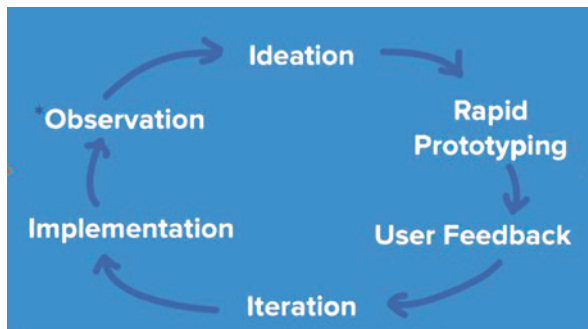 Ideation
*Observation
Rapid
Prototyping
Implementation
User Feedback
Iteration